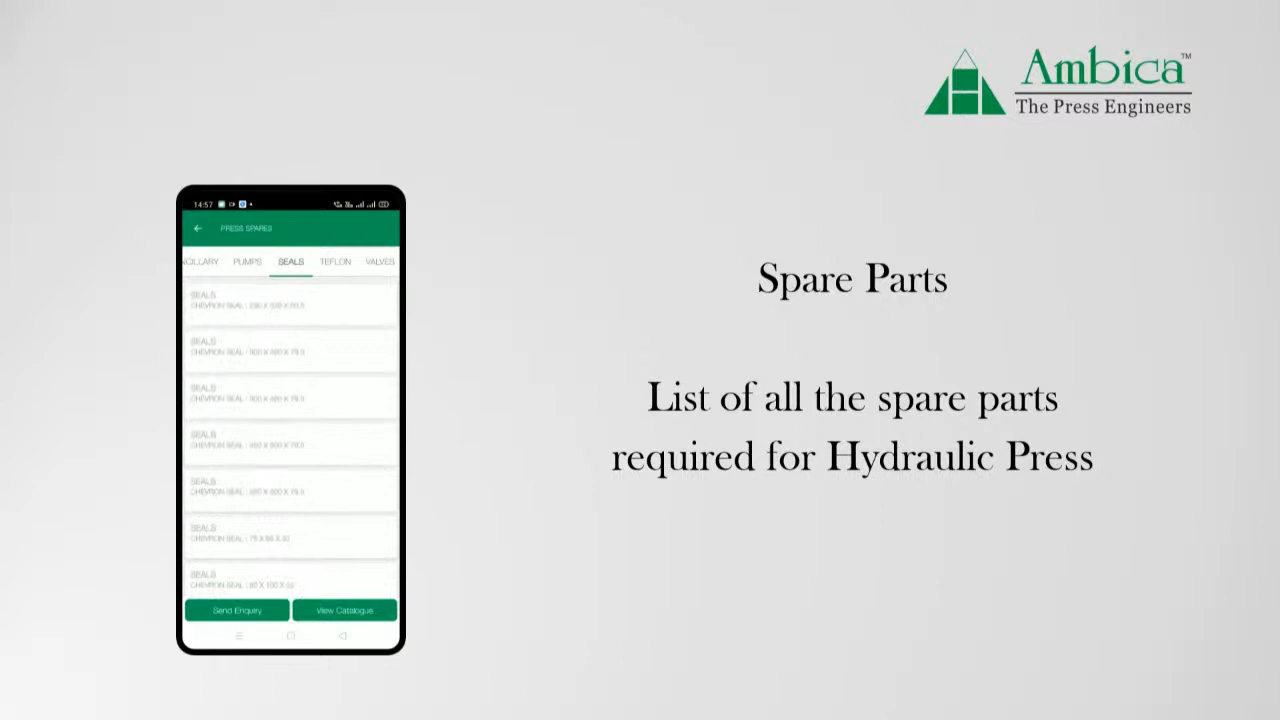 Ambica™
The Press Engineers
14:57
PRESS SPARES
NCILLARY PUMPS SEALS TEFLON VALVES
SEALS
CHEVRON SEAL :
SEALS
CHEVRON SEAL :
SEALS
CHEVRON SEAL :
SEALS
CHEVRON SEAL :
SEALS
CHEVRON SEAL :
SEALS
CHEVRON SEAL :
SEALS
CHEVRON SEAL :
Send Enquiry View Catalogue
Spare Parts
List of all the spare parts
required for Hydraulic Press